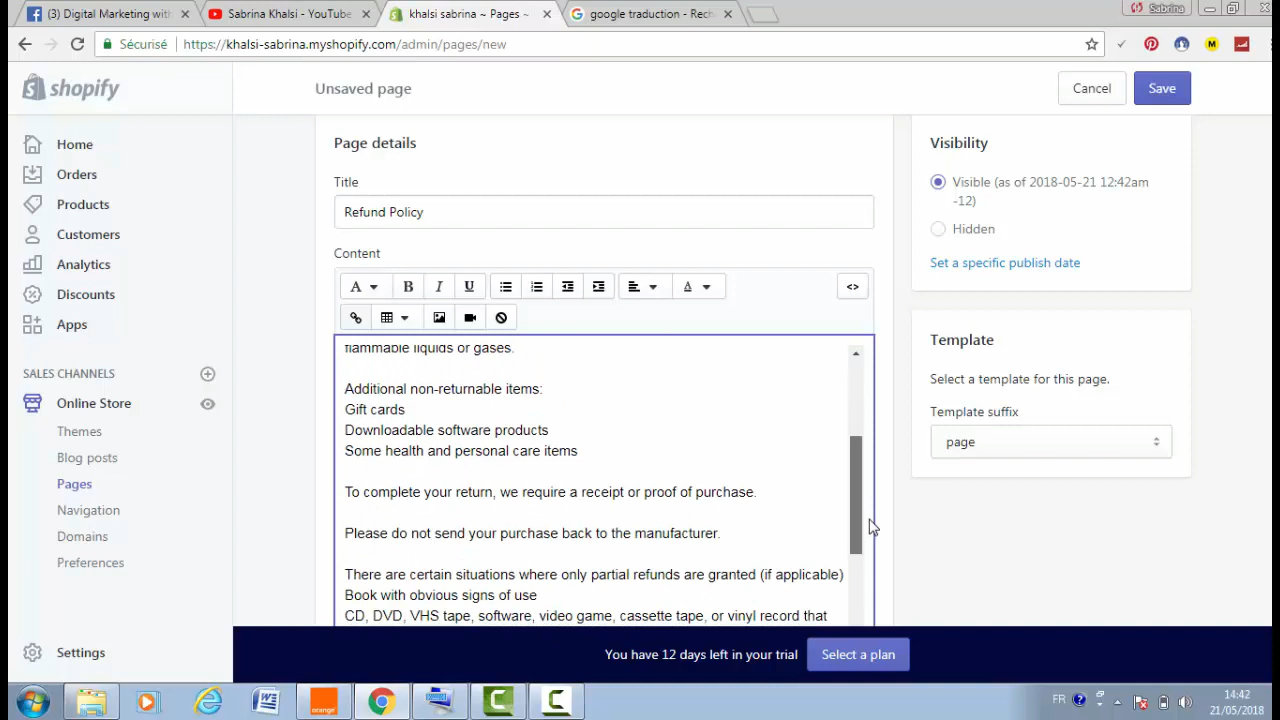 (3) Digital Marketing with
Sabrina Khalsi - YouTube
khalsi sabrina ~ Pages ~
google traduction - Rech
Sabrina
Sécurisé
https://khalsi-sabrina.myshopify.com/admin/pages/new
shopify
Unsaved page
Cancel
Save
Home
Orders
Products
Customers
Analytics
Discounts
Apps
SALES CHANNELS
Online Store
Themes
Blog posts
Pages
Navigation
Domains
Preferences
Settings
Page details
Title
Refund Policy
Content
A
B
I
U
A
<>
flammable liquids or gases.
Additional non-returnable items:
Gift cards
Downloadable software products
Some health and personal care items
To complete your return, we require a receipt or proof of purchase.
Please do not send your purchase back to the manufacturer.
There are certain situations where only partial refunds are granted (if applicable)
Book with obvious signs of use
CD, DVD, VHS tape, software, video game, cassette tape, or vinyl record that
Visibility
Visible (as of 2018-05-21 12:42am
-12)
Hidden
Set a specific publish date
Template
Select a template for this page.
Template suffix
page
You have 12 days left in your trial
Select a plan
orange
FR
14:42
21/05/2018